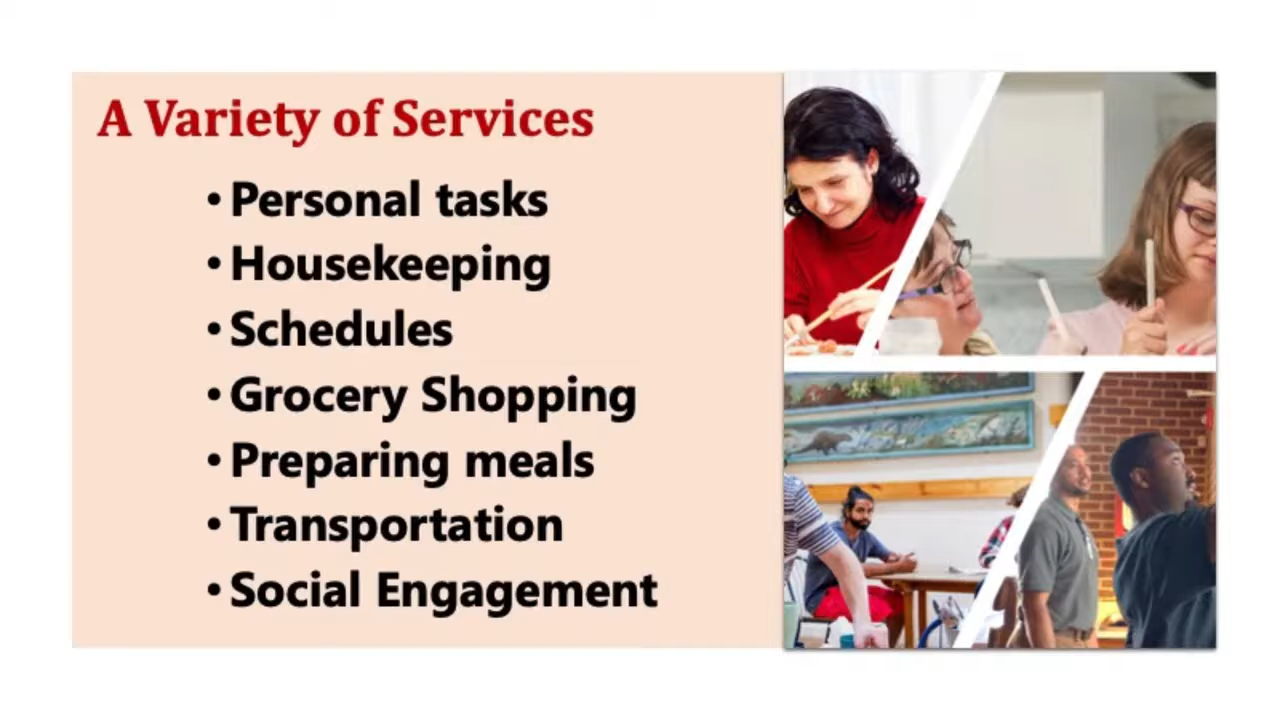 A Variety of Services
• Personal tasks
• Housekeeping
• Schedules
• Grocery Shopping
• Preparing meals
• Transportation
• Social Engagement